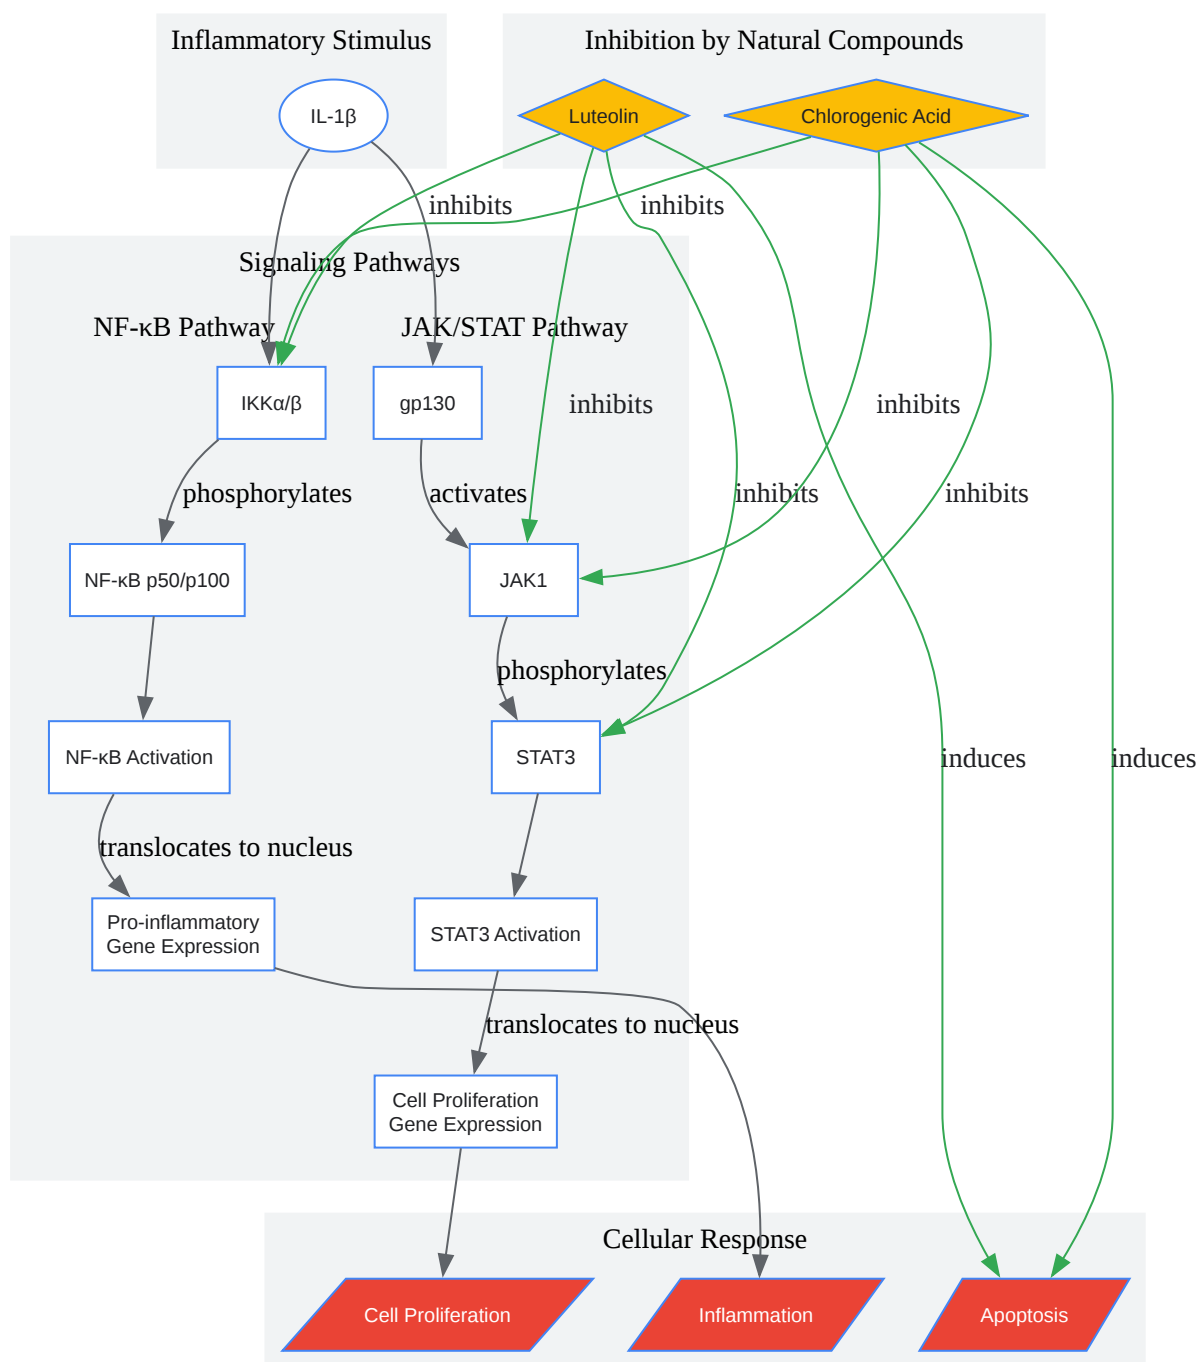 Inflammatory Stimulus
Inhibition by Natural Compounds
IL-1β
Luteolin
Chlorogenic Acid
inhibits
inhibits
Signaling Pathways
NF-κB Pathway
JAK/STAT Pathway
IKKα/β
gp130
inhibits
inhibits
phosphorylates
activates
inhibits
inhibits
NF-κB p50/p100
JAK1
phosphorylates
NF-κB Activation
STAT3
induces
induces
translocates to nucleus
Pro-inflammatory
Gene Expression
STAT3 Activation
translocates to nucleus
Cell Proliferation
Gene Expression
Cellular Response
Cell Proliferation
Inflammation
Apoptosis